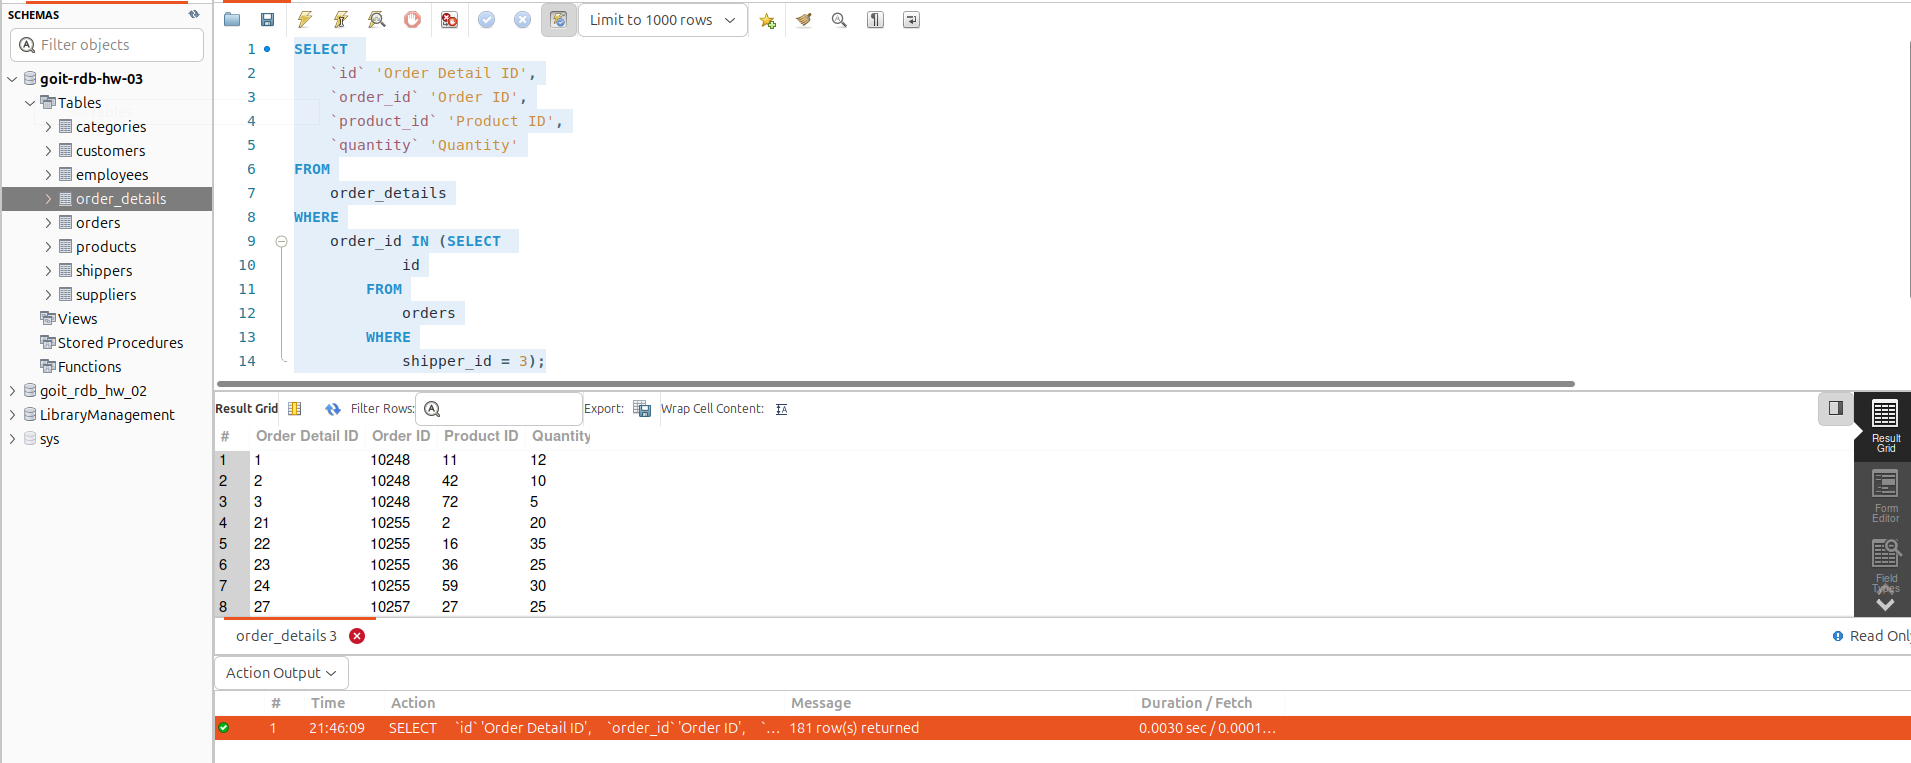 SCHEMAS
Filter objects
goit-rdb-hw-03
Tables
categories
customers
employees
order_details
orders
products
shippers
suppliers
Views
Stored Procedures
Functions
goit_rdb_hw_02
LibraryManagement
sys
Limit to 1000 rows
1 SELECT
2 `id` 'Order Detail ID',
3 `order_id` 'Order ID',
4 `product_id` 'Product ID',
5 `quantity` 'Quantity'
6 FROM
7 order_details
8 WHERE
9 order_id IN (SELECT
10 id
11 FROM
12 orders
13 WHERE
14 shipper_id = 3);
Result Grid Filter Rows: Export: Wrap Cell Content:
# Order Detail ID Order ID Product ID Quantity
1 1 10248 11 12
2 2 10248 42 10
3 3 10248 72 5
4 21 10255 2 20
5 22 10255 16 35
6 23 10255 36 25
7 24 10255 59 30
8 27 10257 27 25
Result
Grid
Form
Editor
Field
Types
order_details 3
Read Onl
Action Output
# Time Action Message Duration / Fetch
1 21:46:09 SELECT `id` 'Order Detail ID', `order_id` 'Order ID', `... 181 row(s) returned 0.0030 sec / 0.0001...